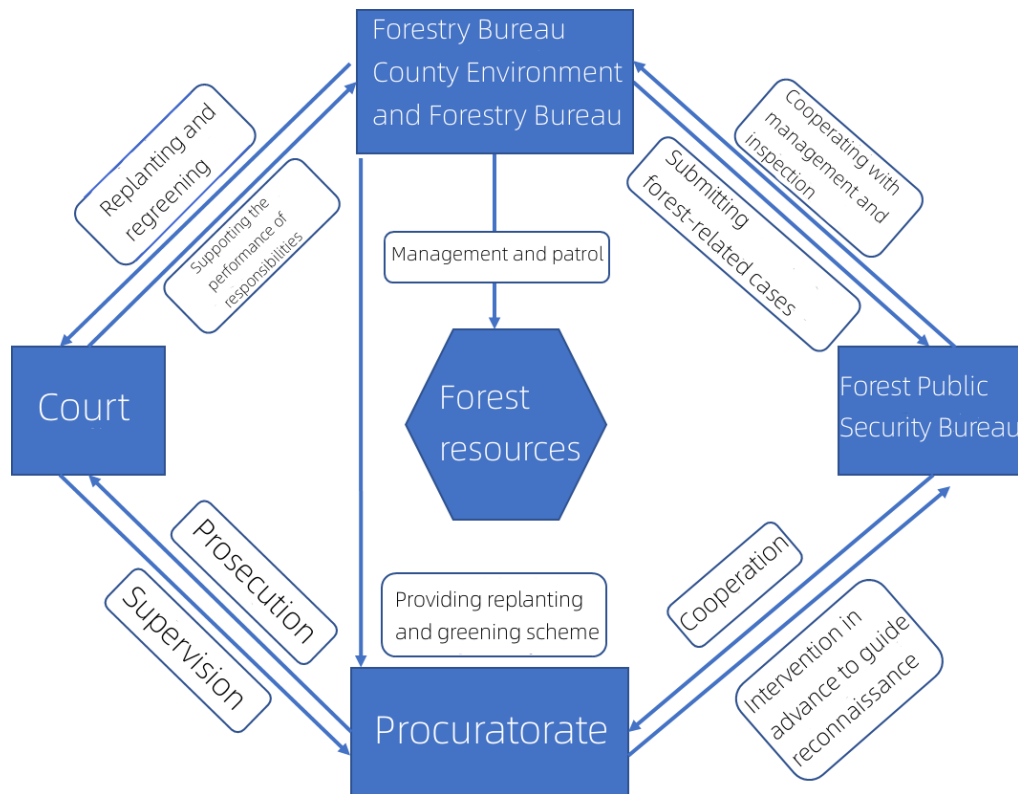 Forestry Bureau
County Environment
and Forestry Bureau
Replanting and
regreening
Supporting the
performance of
responsibilities
Management and patrol
Submitting
forest-related cases
Cooperating with
management and
inspection
Court
Forest
resources
Forest Public
Security Bureau
Prosecution
Supervision
Providing replanting
and greening scheme
Cooperation
Intervention in
advance to guide
reconnaissance
Procuratorate